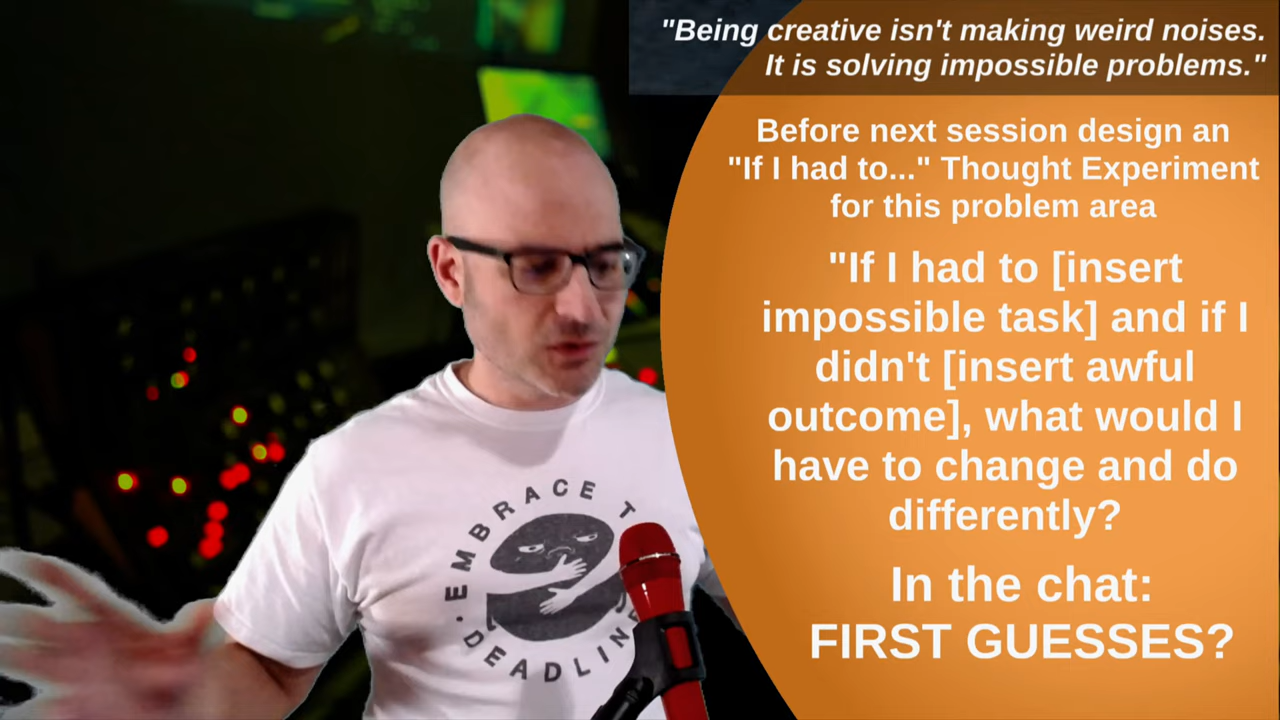 "Being creative isn't making weird noises.
It is solving impossible problems."
Before next session design an
"If I had to..." Thought Experiment
for this problem area
"If I had to [insert
impossible task] and if I
didn't [insert awful
outcome], what would I
have to change and do
differently?
In the chat:
FIRST GUESSES?
· EMBRACE T
DEADLIN